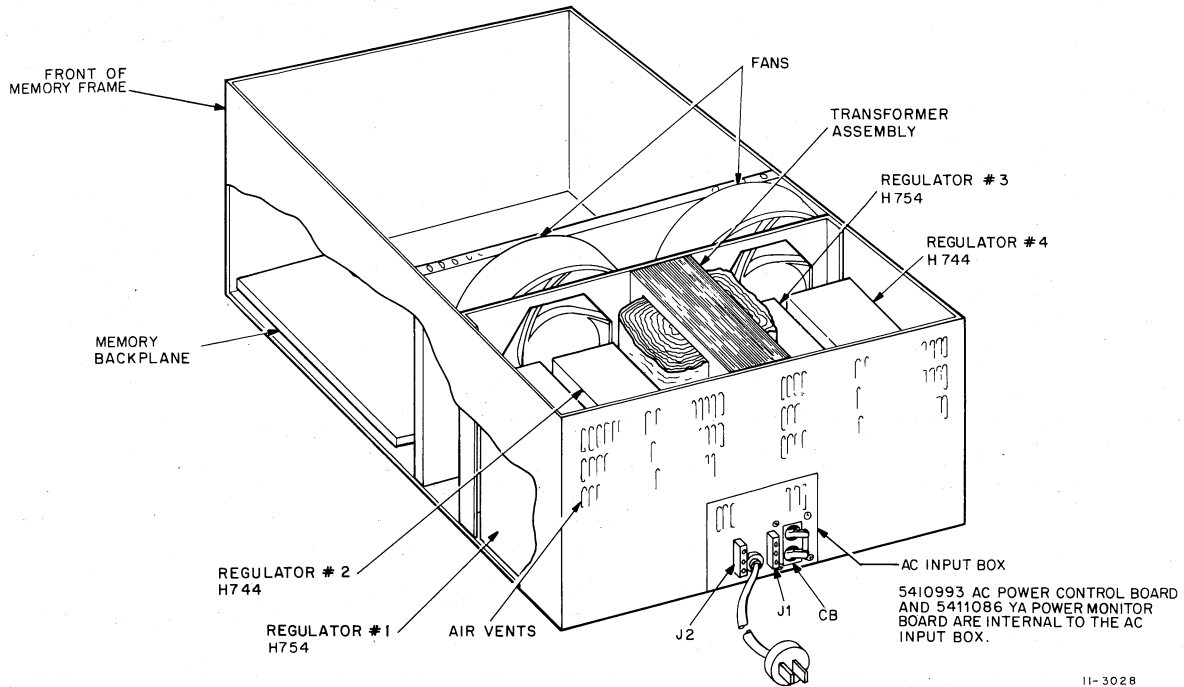 FRONT OF
MEMORY FRAME
FANS
TRANSFORMER
ASSEMBLY
REGULATOR #3
H754
REGULATOR #4
H744
MEMORY
BACKPLANE
REGULATOR #2
H744
REGULATOR #1
H754
AIR VENTS
J2
J1
CB
AC INPUT BOX
5410993 AC POWER CONTROL BOARD
AND 5411086 YA POWER MONITOR
BOARD ARE INTERNAL TO THE AC
INPUT BOX.
11-3028